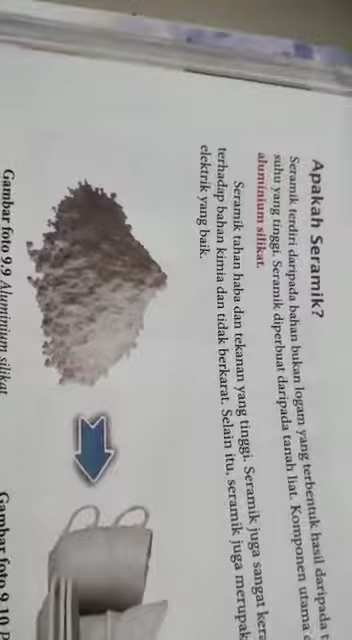 Apakah Seramik?
Seramik terdiri daripada bahan bukan logam yang terbentuk hasil daripada
suhu yang tinggi. Seramik diperbuat daripada tanah liat. Komponen utama
aluminium silikat.
Seramik tahan haba dan tekanan yang tinggi. Seramik juga sangat
terhadap bahan kimia dan tidak berkarat. Selain itu, seramik juga
elektrik yang baik.
Gambar foto 9.9 Aluminium silikat
Gambar foto 9.10